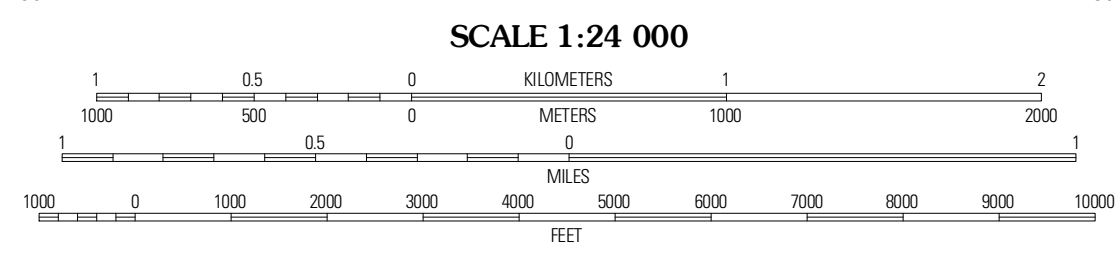 SCALE 1:24 000
1 0.5 0 KILOMETERS 1 2
1000 500 0 METERS 1000 2000
1 0.5 0 1
MILES
1000 0 1000 2000 3000 4000 5000 6000 7000 8000 9000 10000
FEET